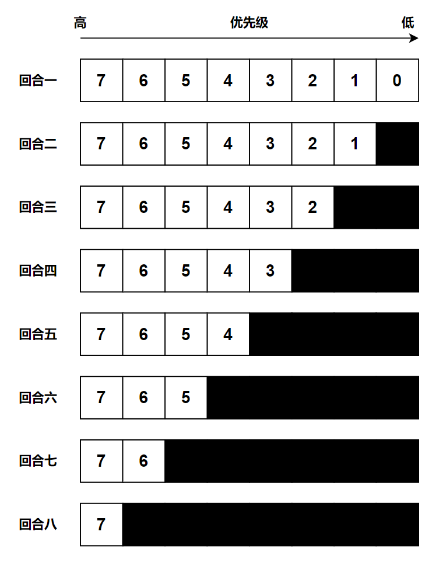 高 优先级 低
回合一 7 6 5 4 3 2 1 0
回合二 7 6 5 4 3 2 1
回合三 7 6 5 4 3 2
回合四 7 6 5 4 3
回合五 7 6 5 4
回合六 7 6 5
回合七 7 6
回合八 7